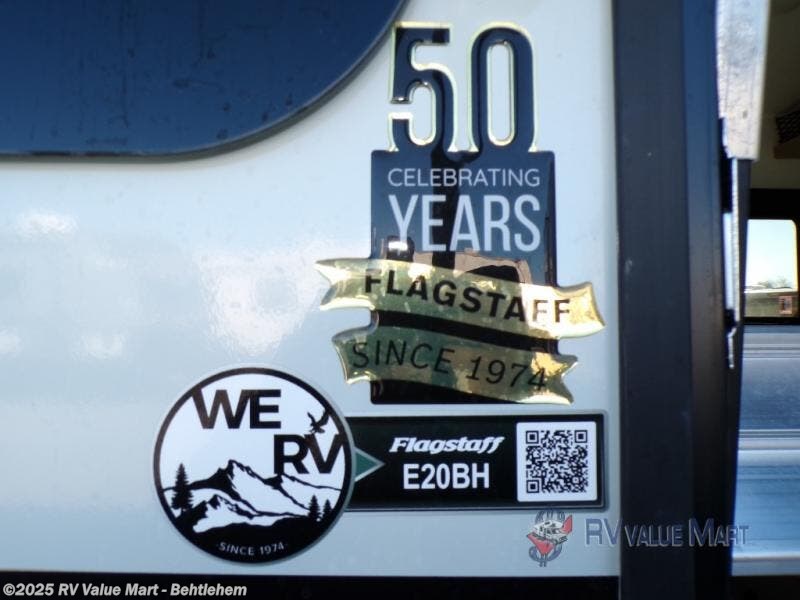 50
CELEBRATING
YEARS
FLAGSTAFF
SINCE 1974
WE
RV
·SINCE 1974·
Flagstaff
E20BH
RV VALUE MART
©2025 RV Value Mart - Behtlehem